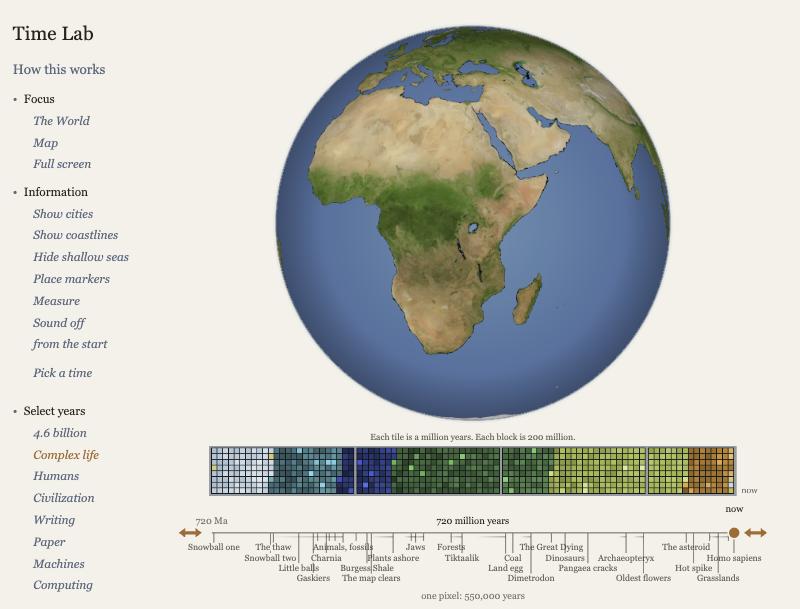 Time Lab
How this works
• Focus
The World
Map
Full screen
• Information
Show cities
Show coastlines
Hide shallow seas
Place markers
Measure
Sound off
from the start
Pick a time
• Select years
4.6 billion
Complex life
Humans
Civilization
Writing
Paper
Machines
Computing
Each tile is a million years. Each block is 200 million.
now
now
720 Ma
720 million years
Snowball one
The thaw
Animals, fossils
Jaws
Forests
The Great Dying
The asteroid
Snowball two
Charnia
Plants ashore
Tiktaalik
Coal
Dinosaurs
Archaeopteryx
Homo sapiens
Little balls
Burgess Shale
Land egg
Pangaea cracks
Hot spike
Gaskiers
The map clears
Dimetrodon
Oldest flowers
Grasslands
one pixel: 550,000 years